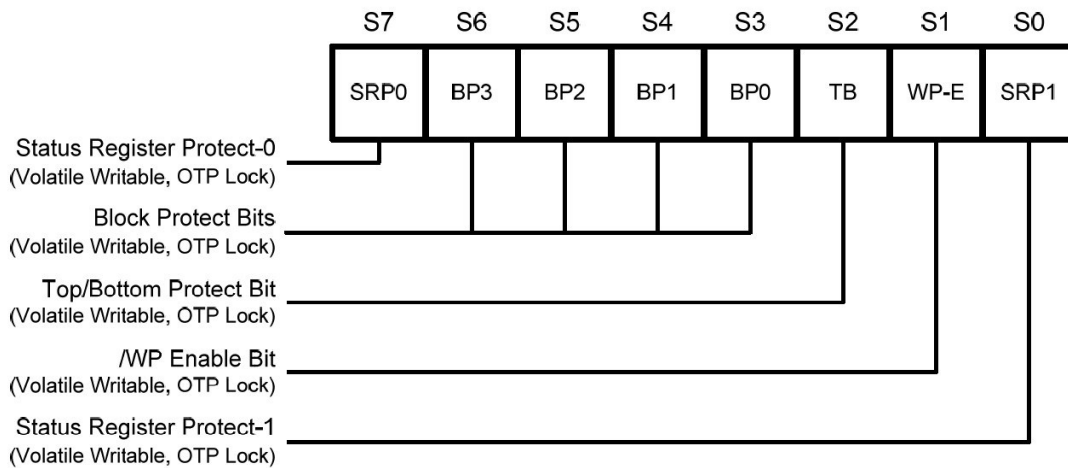 S7 S6 S5 S4 S3 S2 S1 S0
SRP0 BP3 BP2 BP1 BP0 TB WP-E SRP1
Status Register Protect-0
(Volatile Writable, OTP Lock)
Block Protect Bits
(Volatile Writable, OTP Lock)
Top/Bottom Protect Bit
(Volatile Writable, OTP Lock)
/WP Enable Bit
(Volatile Writable, OTP Lock)
Status Register Protect-1
(Volatile Writable, OTP Lock)